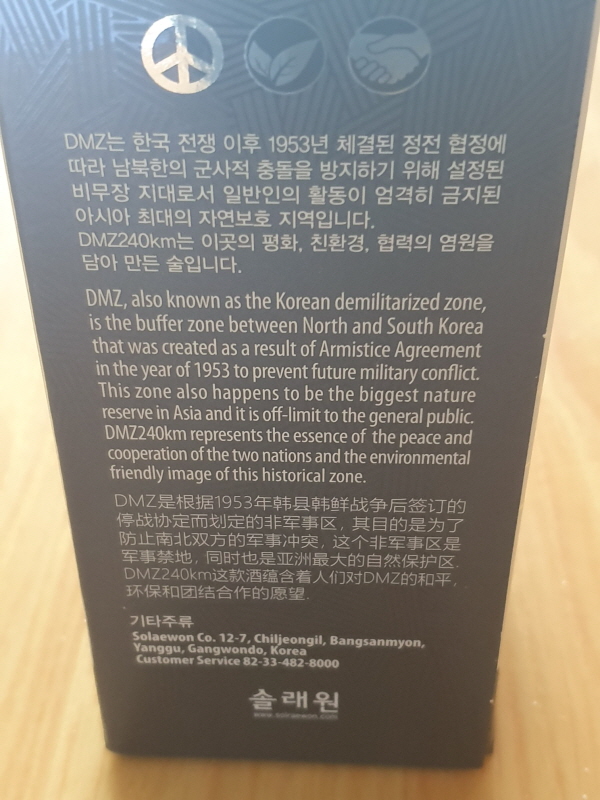 DMZ는 한국 전쟁 이후 1953년 체결된 정전 협정에
따라 남북한의 군사적 충돌을 방지하기 위해 설정된
비무장 지대로서 일반인의 활동이 엄격히 금지된
아시아 최대의 자연보호 지역입니다.
DMZ240km는 이곳의 평화, 친환경, 협력의 염원을
담아 만든 술입니다.
DMZ, also known as the Korean demilitarized zone,
is the buffer zone between North and South Korea
that was created as a result of Armistice Agreement
in the year of 1953 to prevent future military conflict.
This zone also happens to be the biggest nature
reserve in Asia and it is off-limit to the general public.
DMZ240km represents the essence of the peace and
cooperation of the two nations and the environmental
friendly image of this historical zone.
DMZ是根据1953年韩县韩鲜战争后签订的
停战协定而划定的非军事区，其目的是为了
防止南北双方的军事冲突，这个非军事区是
军事禁地，同时也是亚洲最大的自然保护区.
DMZ240km这款酒蕴含着人们对DMZ的和平，
环保和团结合作的愿望.
기타주류
Solaewon Co. 12-7, Chiljeongil, Bangsanmyon,
Yanggu, Gangwondo, Korea
Customer Service 82-33-482-8000
솔래원
www.solraewon.com